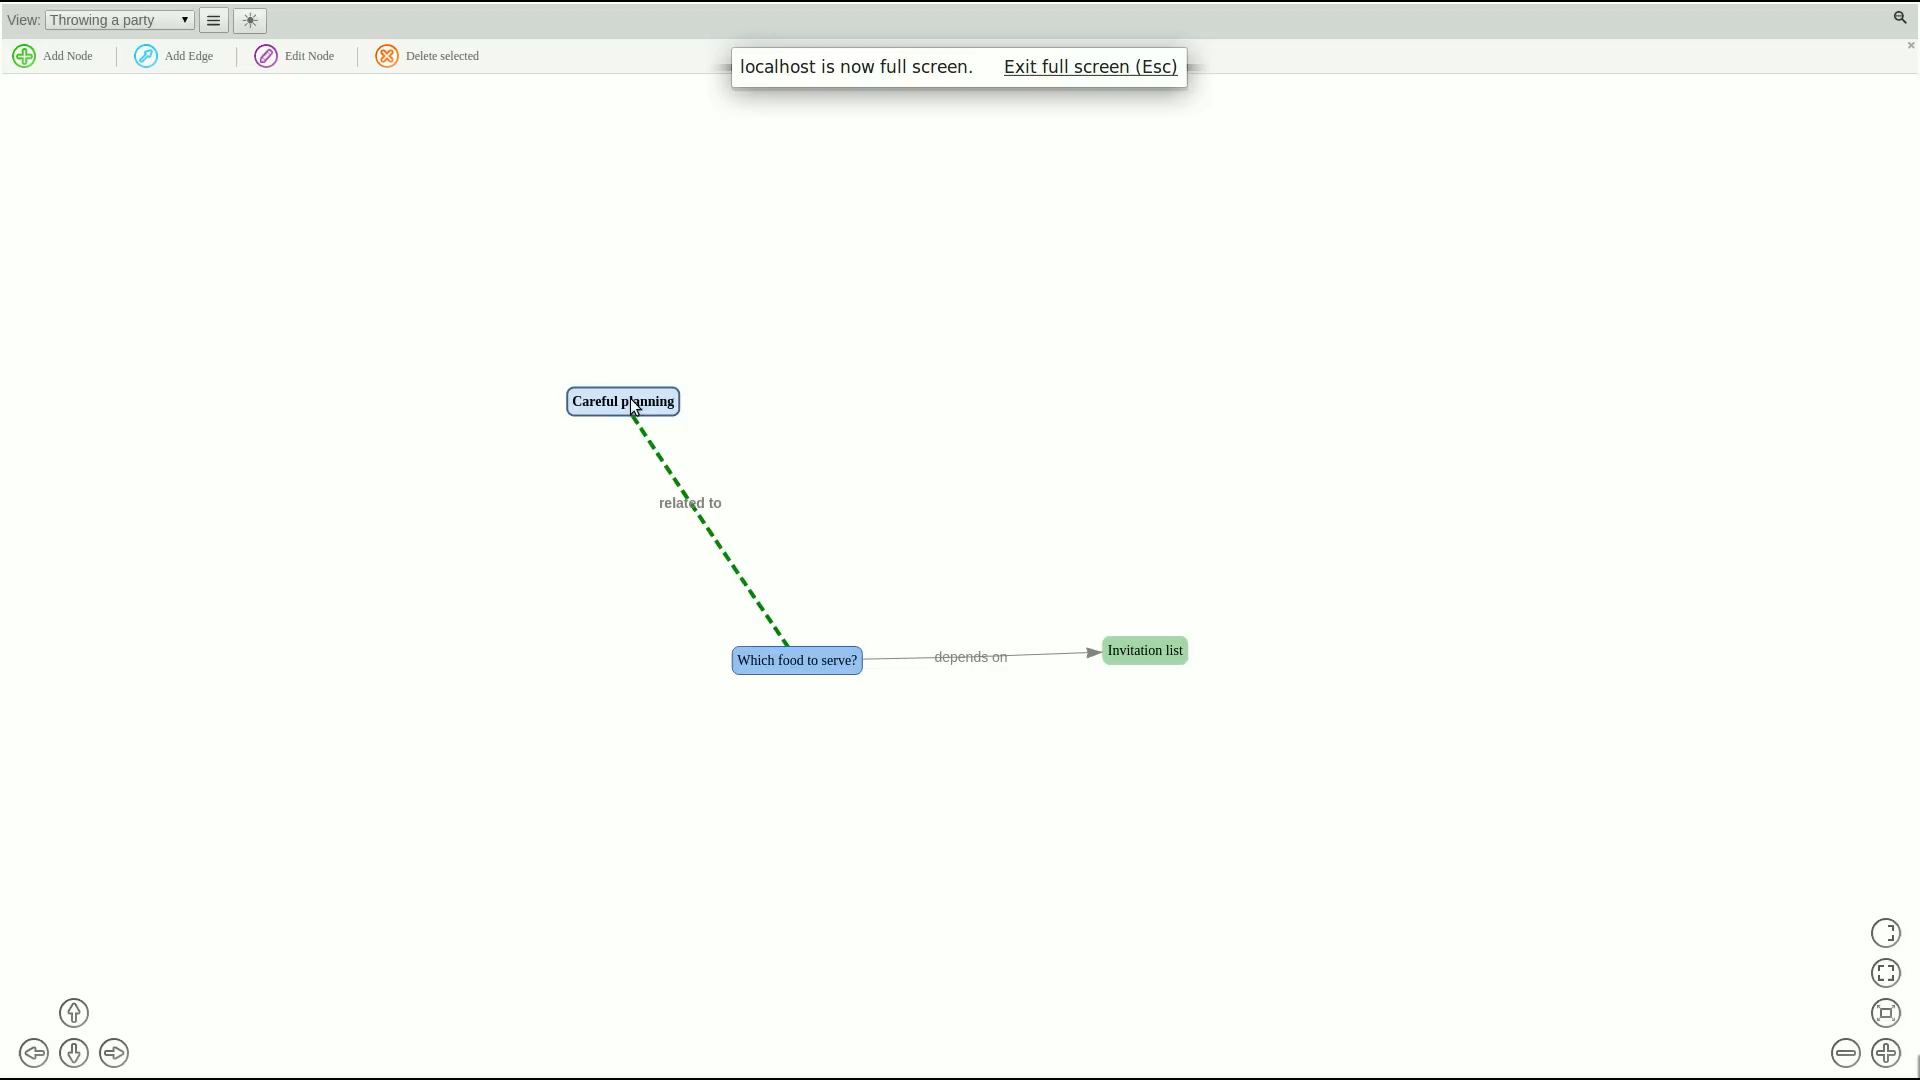 View: Throwing a party
Add Node
Add Edge
Edit Node
Delete selected
localhost is now full screen. Exit full screen (Esc)
Careful planning
related to
Which food to serve?
depends on
Invitation list